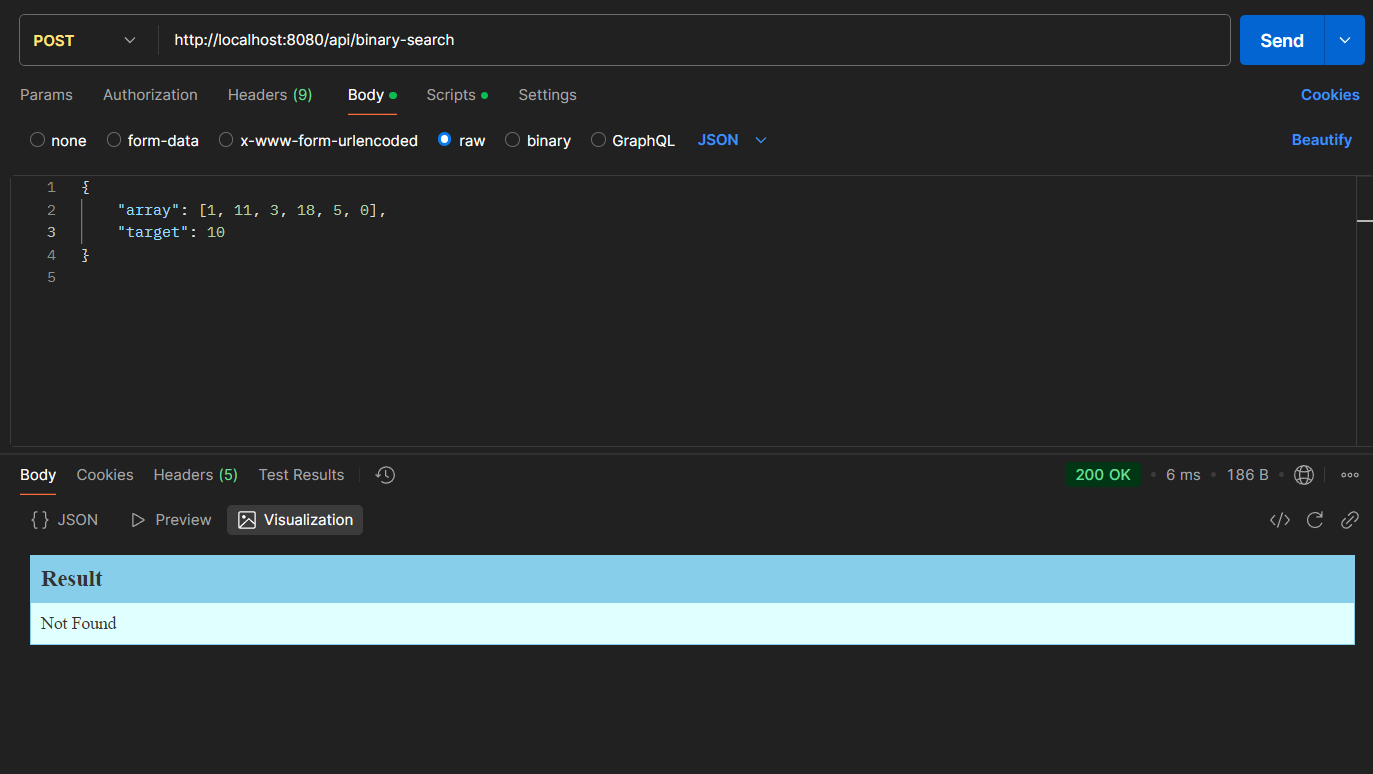 POST http://localhost:8080/api/binary-search Send
Params Authorization Headers (9) Body Scripts Settings Cookies
none form-data x-www-form-urlencoded raw binary GraphQL JSON Beautify
1 {
2 "array": [1, 11, 3, 18, 5, 0],
3 "target": 10
4 }
5
Body Cookies Headers (5) Test Results 200 OK • 6 ms • 186 B •
{} JSON Preview Visualization </>
Result
Not Found